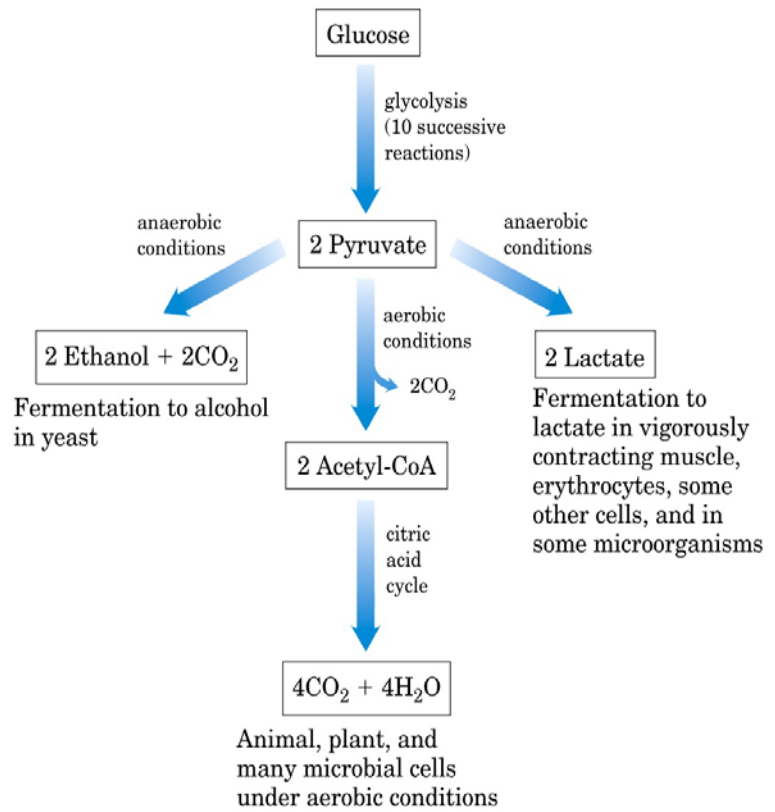 Glucose
glycolysis
(10 successive
reactions)
anaerobic
conditions
2 Pyruvate
anaerobic
conditions
2 Ethanol + 2CO₂
Fermentation to alcohol
in yeast
aerobic
conditions
2CO₂
2 Lactate
Fermentation to
lactate in vigorously
contracting muscle,
erythrocytes, some
other cells, and in
some microorganisms
2 Acetyl-CoA
citric
acid
cycle
4CO₂ + 4H₂O
Animal, plant, and
many microbial cells
under aerobic conditions